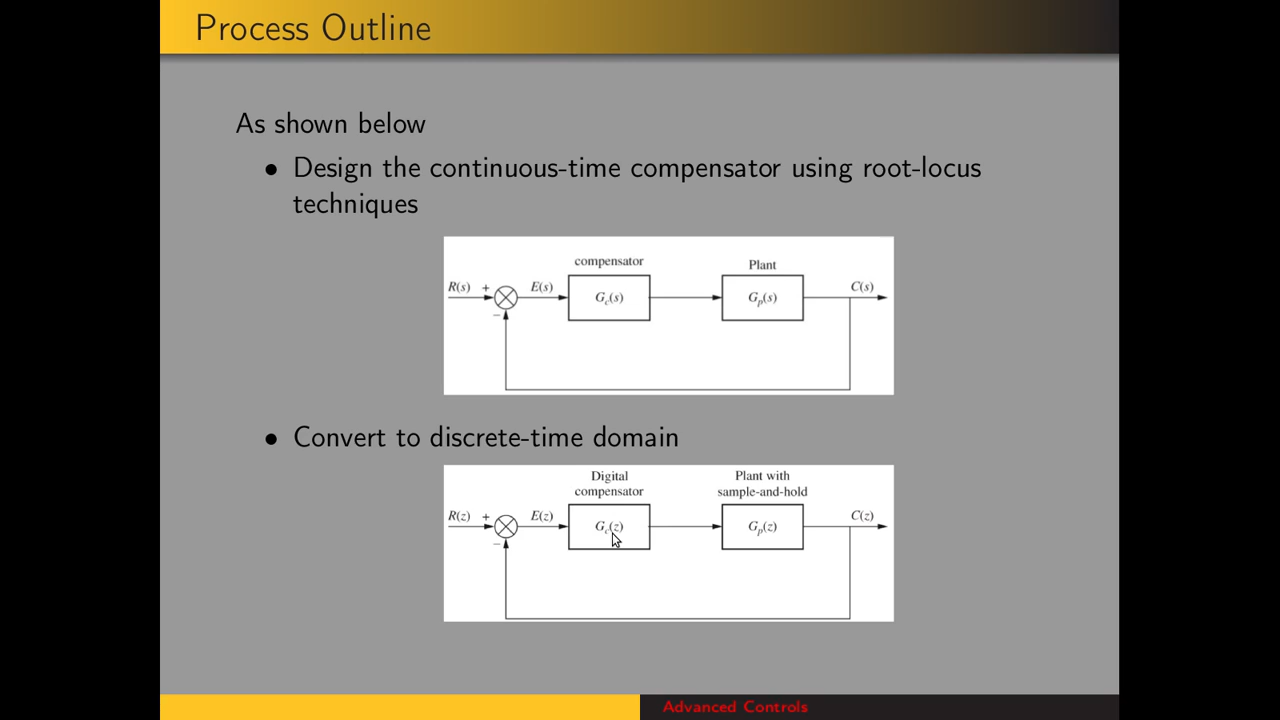 Process Outline
As shown below
• Design the continuous-time compensator using root-locus
techniques
compensator
Plant
R(s) + E(s) G_c(s) G_p(s) C(s)
−
• Convert to discrete-time domain
Digital
compensator
Plant with
sample-and-hold
R(z) + E(z) G_c(z) G_p(z) C(z)
−
Advanced Controls